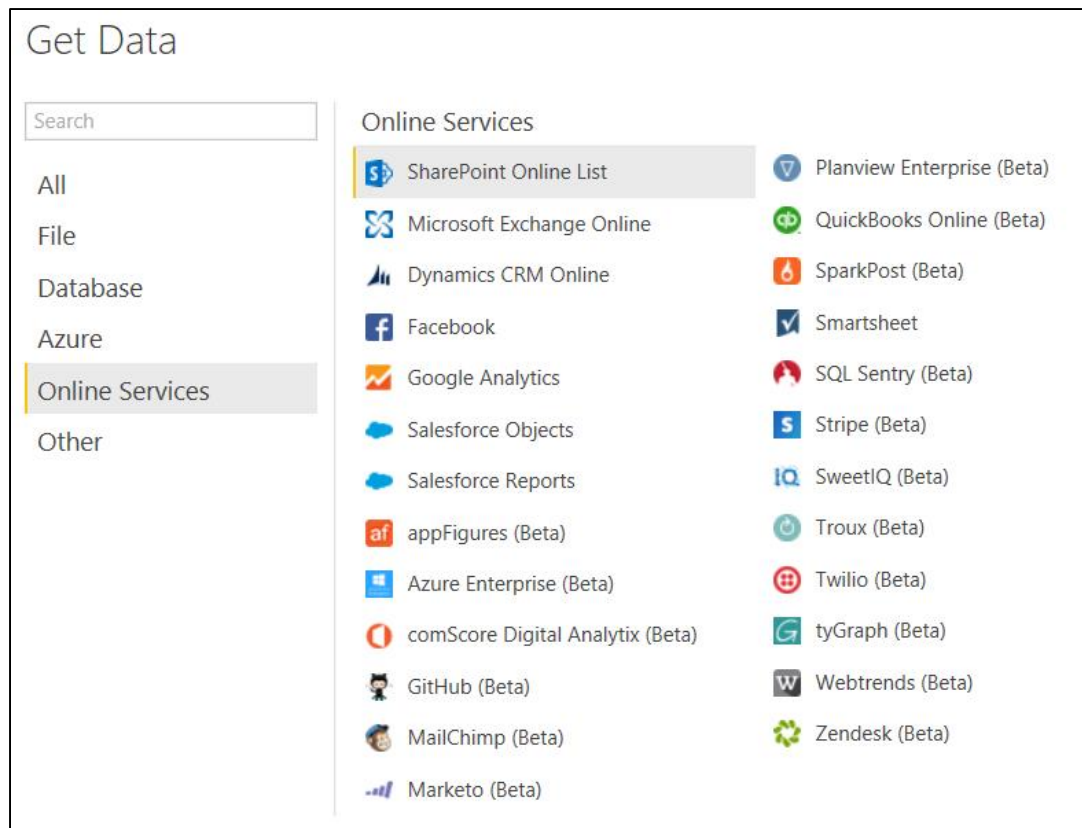 Get Data
Search
All
File
Database
Azure
Online Services
Other
Online Services
SharePoint Online List
Microsoft Exchange Online
Dynamics CRM Online
Facebook
Google Analytics
Salesforce Objects
Salesforce Reports
appFigures (Beta)
Azure Enterprise (Beta)
comScore Digital Analytix (Beta)
GitHub (Beta)
MailChimp (Beta)
Marketo (Beta)
Planview Enterprise (Beta)
QuickBooks Online (Beta)
SparkPost (Beta)
Smartsheet
SQL Sentry (Beta)
Stripe (Beta)
SweetIQ (Beta)
Troux (Beta)
Twilio (Beta)
tyGraph (Beta)
Webtrends (Beta)
Zendesk (Beta)